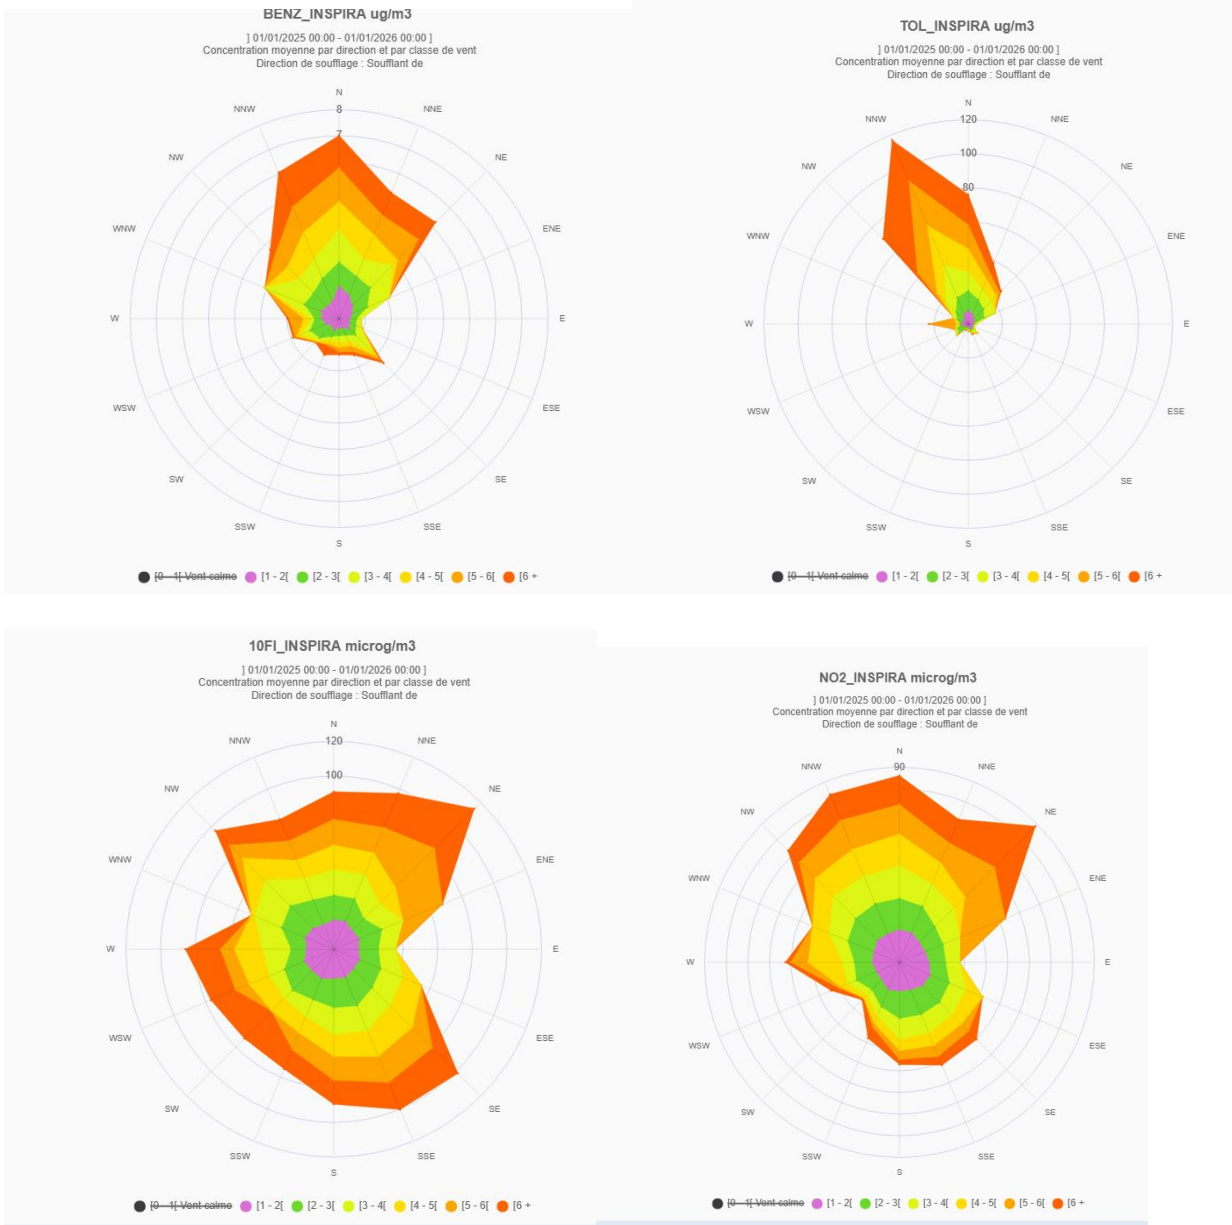 BENZ_INSPIRA ug/m3
] 01/01/2025 00:00 - 01/01/2026 00:00 ]
Concentration moyenne par direction et par classe de vent
Direction de soufflage : Soufflant de
N
8
7
NNE
NE
ENE
E
ESE
SE
SSE
S
SSW
SW
WSW
W
WNW
NW
NNW
[0 - 1[ Vent calme [1 - 2[ [2 - 3[ [3 - 4[ [4 - 5[ [5 - 6[ [6 +
TOL_INSPIRA ug/m3
] 01/01/2025 00:00 - 01/01/2026 00:00 ]
Concentration moyenne par direction et par classe de vent
Direction de soufflage : Soufflant de
N
120
100
80
NNE
NE
ENE
E
ESE
SE
SSE
S
SSW
SW
WSW
W
WNW
NW
NNW
[0 - 1[ Vent calme [1 - 2[ [2 - 3[ [3 - 4[ [4 - 5[ [5 - 6[ [6 +
10FI_INSPIRA microg/m3
] 01/01/2025 00:00 - 01/01/2026 00:00 ]
Concentration moyenne par direction et par classe de vent
Direction de soufflage : Soufflant de
N
120
100
NNE
NE
ENE
E
ESE
SE
SSE
S
SSW
SW
WSW
W
WNW
NW
NNW
[0 - 1[ Vent calme [1 - 2[ [2 - 3[ [3 - 4[ [4 - 5[ [5 - 6[ [6 +
NO2_INSPIRA microg/m3
] 01/01/2025 00:00 - 01/01/2026 00:00 ]
Concentration moyenne par direction et par classe de vent
Direction de soufflage : Soufflant de
N
90
NNE
NE
ENE
E
ESE
SE
SSE
S
SSW
SW
WSW
W
WNW
NW
NNW
[0 - 1[ Vent calme [1 - 2[ [2 - 3[ [3 - 4[ [4 - 5[ [5 - 6[ [6 +